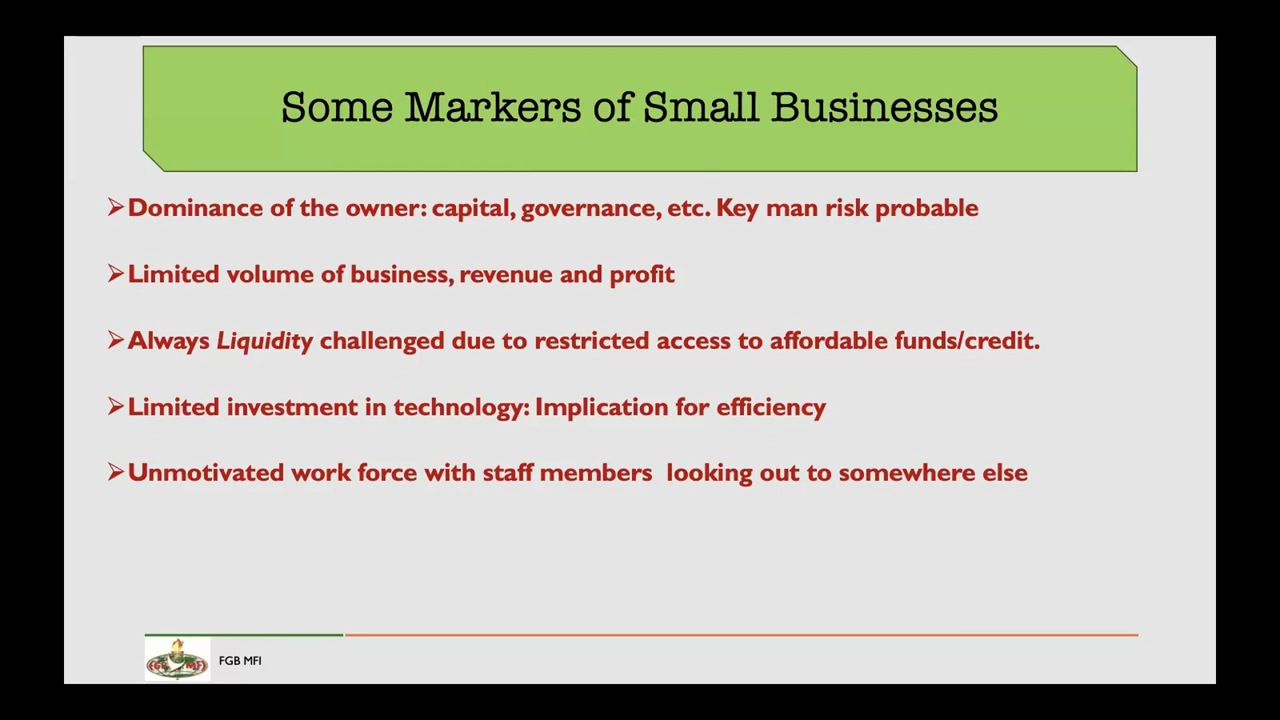 Some Markers of Small Businesses
➢Dominance of the owner: capital, governance, etc. Key man risk probable
➢Limited volume of business, revenue and profit
➢Always Liquidity challenged due to restricted access to affordable funds/credit.
➢Limited investment in technology: Implication for efficiency
➢Unmotivated work force with staff members  looking out to somewhere else
FGB MFI
FGB MFI